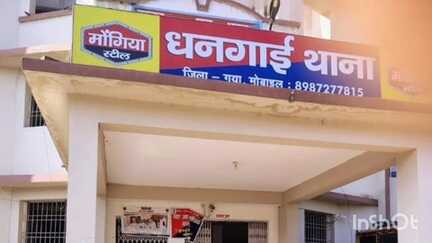 मोंगिया
स्टील
धनगाई थाना
जिला - गया, मोबाइल : 8987277815
InShOt